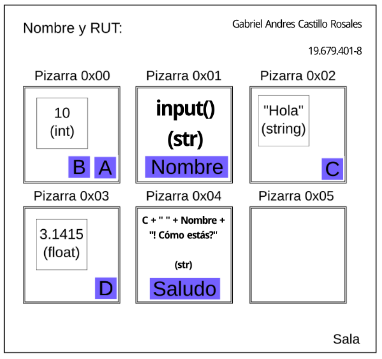 Nombre y RUT:
Gabriel Andres Castillo Rosales
19.679.401-8
Pizarra 0x00
Pizarra 0x01
Pizarra 0x02
10
(int)
B
A
input()
(str)
Nombre
"Hola"
(string)
C
Pizarra 0x03
Pizarra 0x04
Pizarra 0x05
3.1415
(float)
D
C + " " + Nombre +
"! Cómo estás?"
(str)
Saludo
Sala